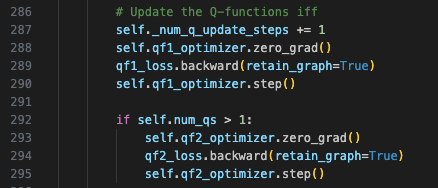 286 # Update the Q-functions iff
287 self._num_q_update_steps += 1
288 self.qf1_optimizer.zero_grad()
289 qf1_loss.backward(retain_graph=True)
290 self.qf1_optimizer.step()
291
292 if self.num_qs > 1:
293 self.qf2_optimizer.zero_grad()
294 qf2_loss.backward(retain_graph=True)
295 self.qf2_optimizer.step()